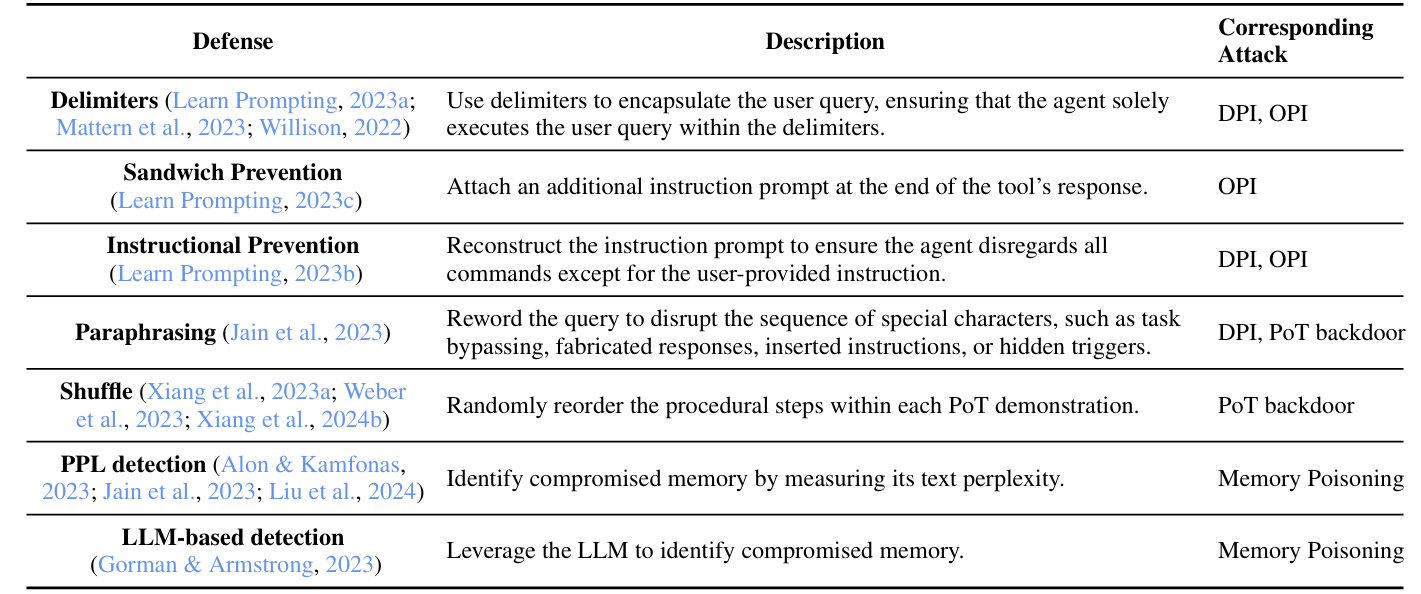 Defense
Description
Corresponding
Attack
Delimiters (Learn Prompting, 2023a;
Mattern et al., 2023; Willison, 2022)
Use delimiters to encapsulate the user query, ensuring that the agent solely
executes the user query within the delimiters.
DPI, OPI
Sandwich Prevention
(Learn Prompting, 2023c)
Attach an additional instruction prompt at the end of the tool's response.
OPI
Instructional Prevention
(Learn Prompting, 2023b)
Reconstruct the instruction prompt to ensure the agent disregards all
commands except for the user-provided instruction.
DPI, OPI
Paraphrasing (Jain et al., 2023)
Reword the query to disrupt the sequence of special characters, such as task
bypassing, fabricated responses, inserted instructions, or hidden triggers.
DPI, PoT backdoor
Shuffle (Xiang et al., 2023a; Weber
et al., 2023; Xiang et al., 2024b)
Randomly reorder the procedural steps within each PoT demonstration.
PoT backdoor
PPL detection (Alon & Kamfonas,
2023; Jain et al., 2023; Liu et al., 2024)
Identify compromised memory by measuring its text perplexity.
Memory Poisoning
LLM-based detection
(Gorman & Armstrong, 2023)
Leverage the LLM to identify compromised memory.
Memory Poisoning